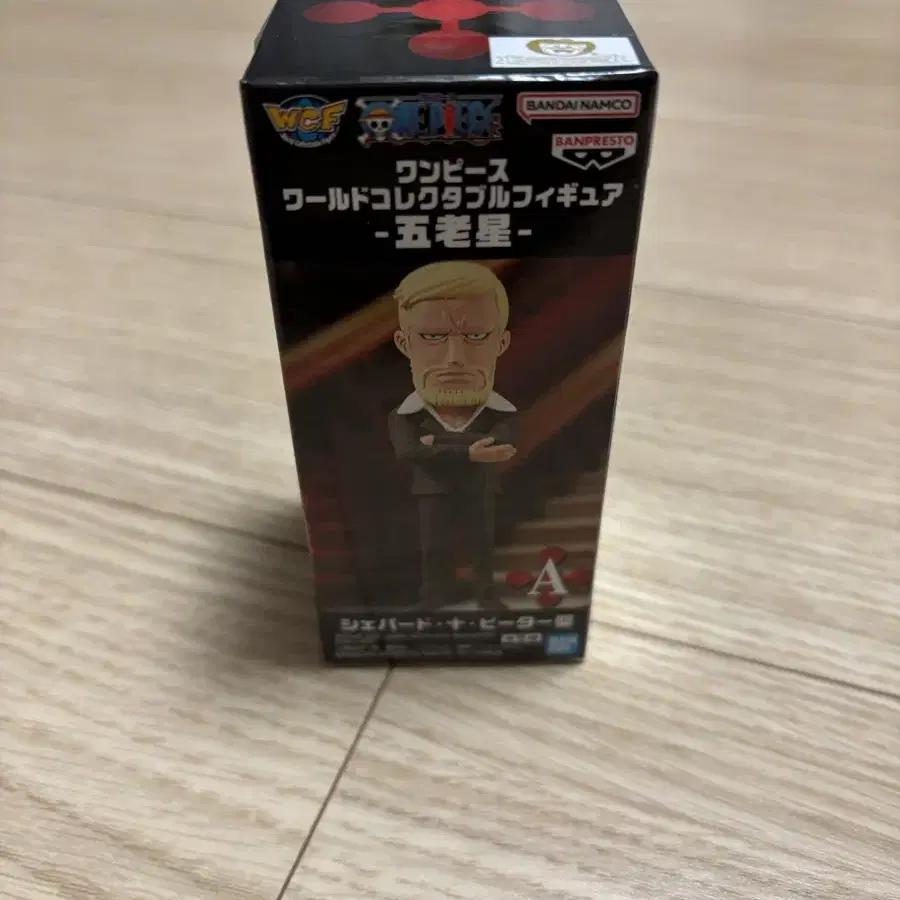 WCF
ONE PIECE
BANDAI NAMCO
BANPRESTO
ワンピース
ワールドコレクタブルフィギュア
-五老星-
A
シェパード・十・ピーター聖